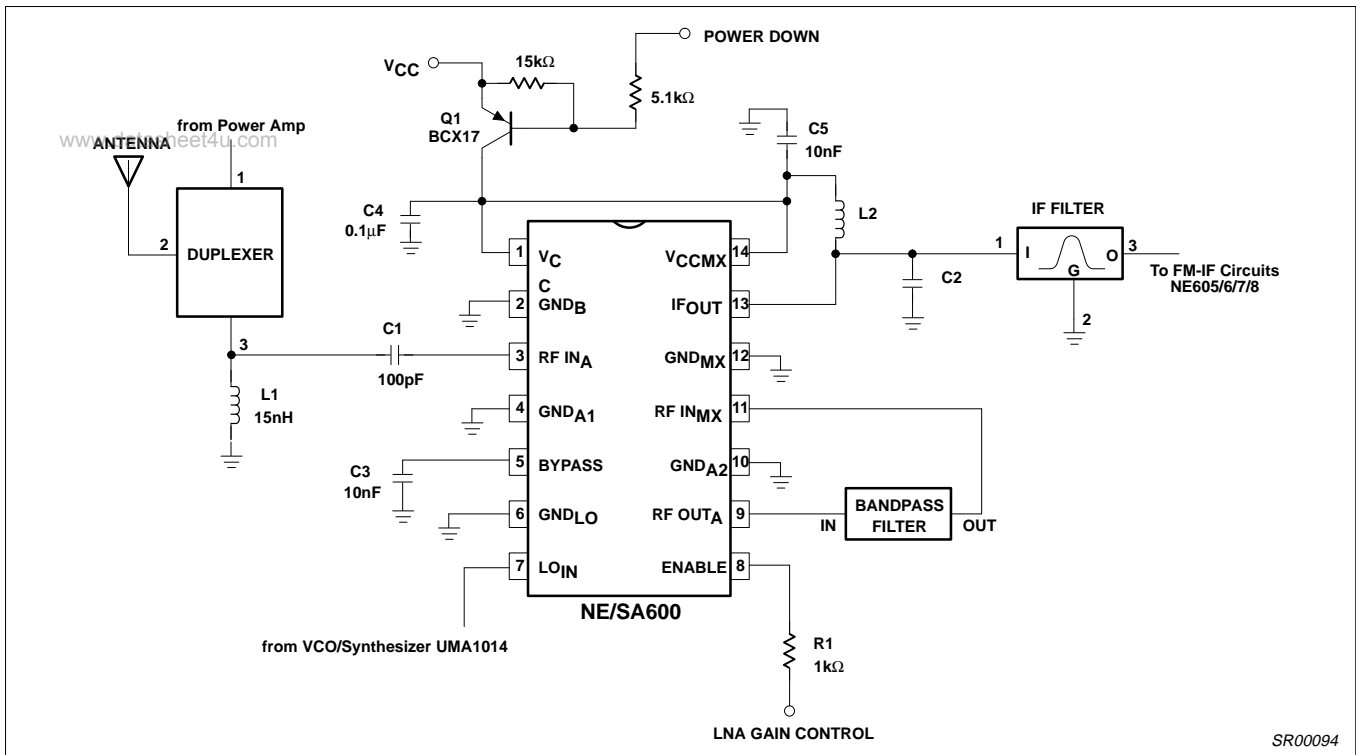 POWER DOWN
VCC
15kΩ
5.1kΩ
Q1
BCX17
from Power Amp
www.datasheet4u.com
ANTENNA
1
2
DUPLEXER
3
L1
15nH
C1
100pF
C4
0.1µF
C3
10nF
C5
10nF
L2
C2
IF FILTER
1
I
G
O
3
2
To FM-IF Circuits
NE605/6/7/8
1
VC
C
2
GNDB
3
RF INA
4
GNDA1
5
BYPASS
6
GNDLO
7
LOIN
14
VCCMX
13
IFOUT
12
GNDMX
11
RF INMX
10
GNDA2
9
RF OUTA
8
ENABLE
NE/SA600
IN
BANDPASS
FILTER
OUT
from VCO/Synthesizer UMA1014
R1
1kΩ
LNA GAIN CONTROL
SR00094